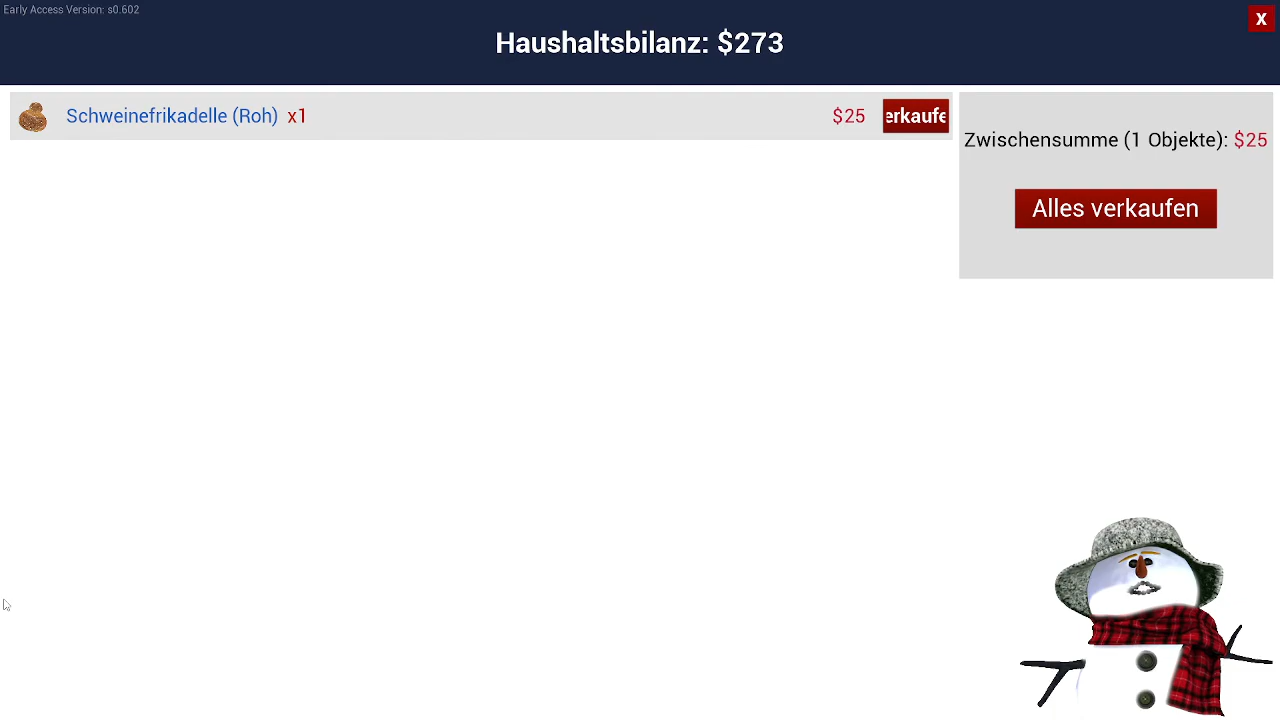 Early Access Version: s0.602
X
Haushaltsbilanz: $273
Schweinefrikadelle (Roh) x1 $25 erkaufe
Zwischensumme (1 Objekte): $25
Alles verkaufen